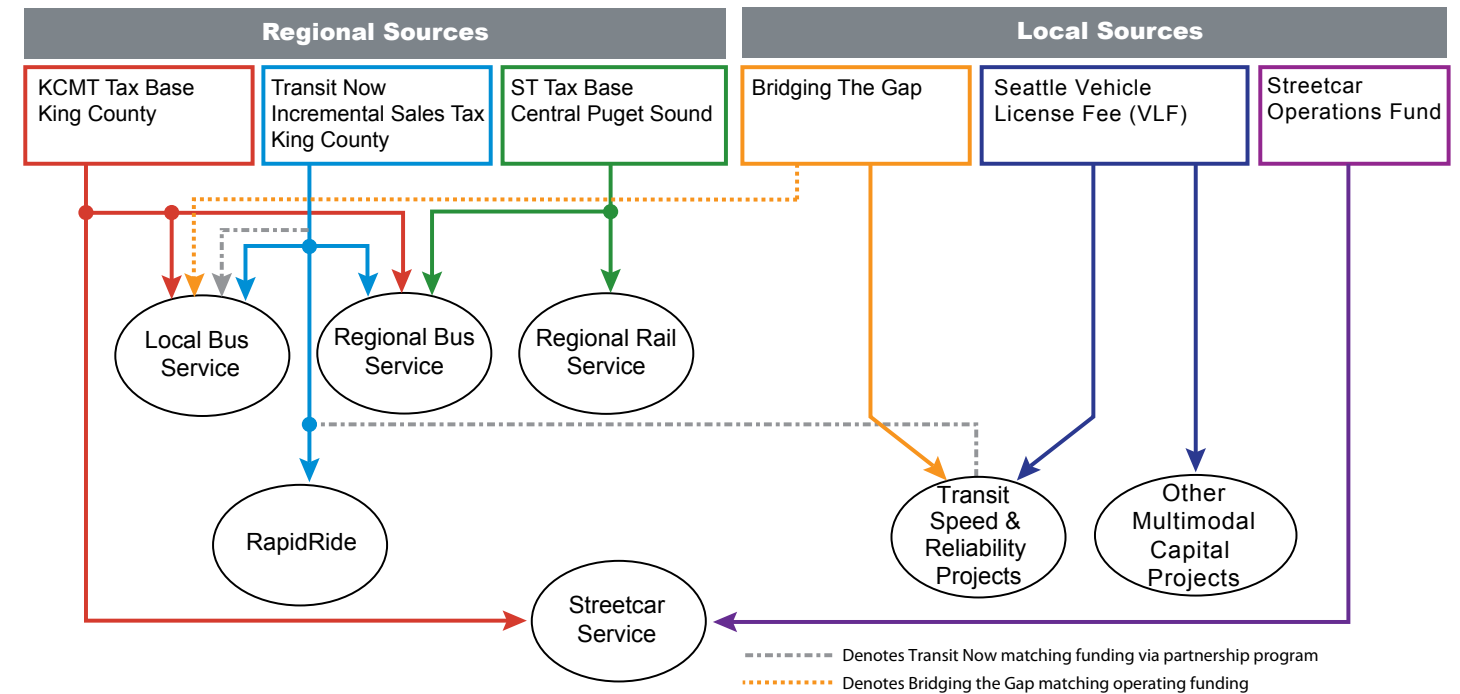 Regional Sources
Local Sources
KCMT Tax Base
King County
Transit Now
Incremental Sales Tax
King County
ST Tax Base
Central Puget Sound
Bridging The Gap
Seattle Vehicle
License Fee (VLF)
Streetcar
Operations Fund
Local Bus
Service
Regional Bus
Service
Regional Rail
Service
RapidRide
Transit
Speed &
Reliability
Projects
Other
Multimodal
Capital
Projects
Streetcar
Service
Denotes Transit Now matching funding via partnership program
Denotes Bridging the Gap matching operating funding